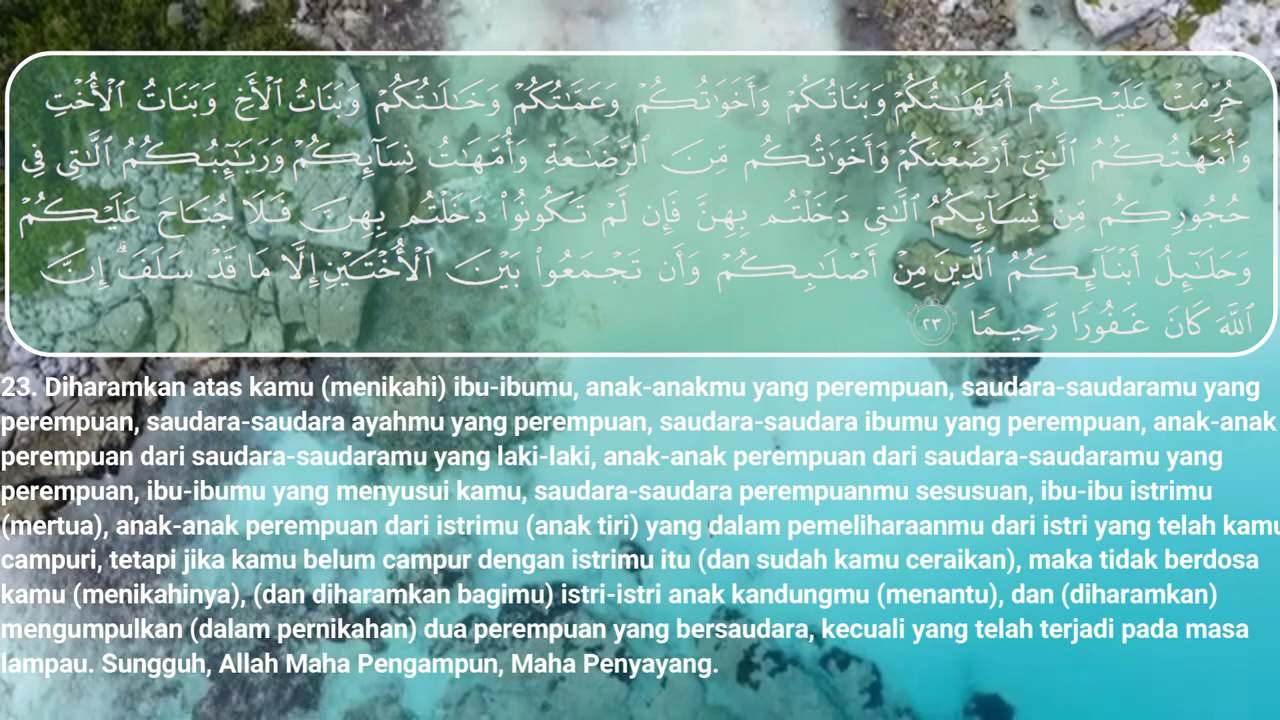 حُرِّمَتْ عَلَيْكُمْ أُمَّهَٰتُكُمْ وَبَنَاتُكُمْ وَأَخَوَٰتُكُمْ وَعَمَّٰتُكُمْ وَخَٰلَٰتُكُمْ وَبَنَاتُ ٱلْأَخِ وَبَنَاتُ ٱلْأُخْتِ
وَأُمَّهَٰتُكُمُ ٱلَّٰتِىٓ أَرْضَعْنَكُمْ وَأَخَوَٰتُكُم مِّنَ ٱلرَّضَٰعَةِ وَأُمَّهَٰتُ نِسَآئِكُمْ وَرَبَٰٓئِبُكُمُ ٱلَّٰتِى فِى
حُجُورِكُم مِّن نِّسَآئِكُمُ ٱلَّٰتِى دَخَلْتُم بِهِنَّ فَإِن لَّمْ تَكُونُوا۟ دَخَلْتُم بِهِنَّ فَلَا جُنَاحَ عَلَيْكُمْ
وَحَلَٰٓئِلُ أَبْنَآئِكُمُ ٱلَّذِينَ مِنْ أَصْلَٰبِكُمْ وَأَن تَجْمَعُوا۟ بَيْنَ ٱلْأُخْتَيْنِ إِلَّا مَا قَدْ سَلَفَ ۗ إِنَّ
ٱللَّهَ كَانَ غَفُورًا رَّحِيمًا ٢٣
23. Diharamkan atas kamu (menikahi) ibu-ibumu, anak-anakmu yang perempuan, saudara-saudaramu yang
perempuan, saudara-saudara ayahmu yang perempuan, saudara-saudara ibumu yang perempuan, anak-anak
perempuan dari saudara-saudaramu yang laki-laki, anak-anak perempuan dari saudara-saudaramu yang
perempuan, ibu-ibumu yang menyusui kamu, saudara-saudara perempuanmu sesusuan, ibu-ibu istrimu
(mertua), anak-anak perempuan dari istrimu (anak tiri) yang dalam pemeliharaanmu dari istri yang telah kamu
campuri, tetapi jika kamu belum campur dengan istrimu itu (dan sudah kamu ceraikan), maka tidak berdosa
kamu (menikahinya), (dan diharamkan bagimu) istri-istri anak kandungmu (menantu), dan (diharamkan)
mengumpulkan (dalam pernikahan) dua perempuan yang bersaudara, kecuali yang telah terjadi pada masa
lampau. Sungguh, Allah Maha Pengampun, Maha Penyayang.